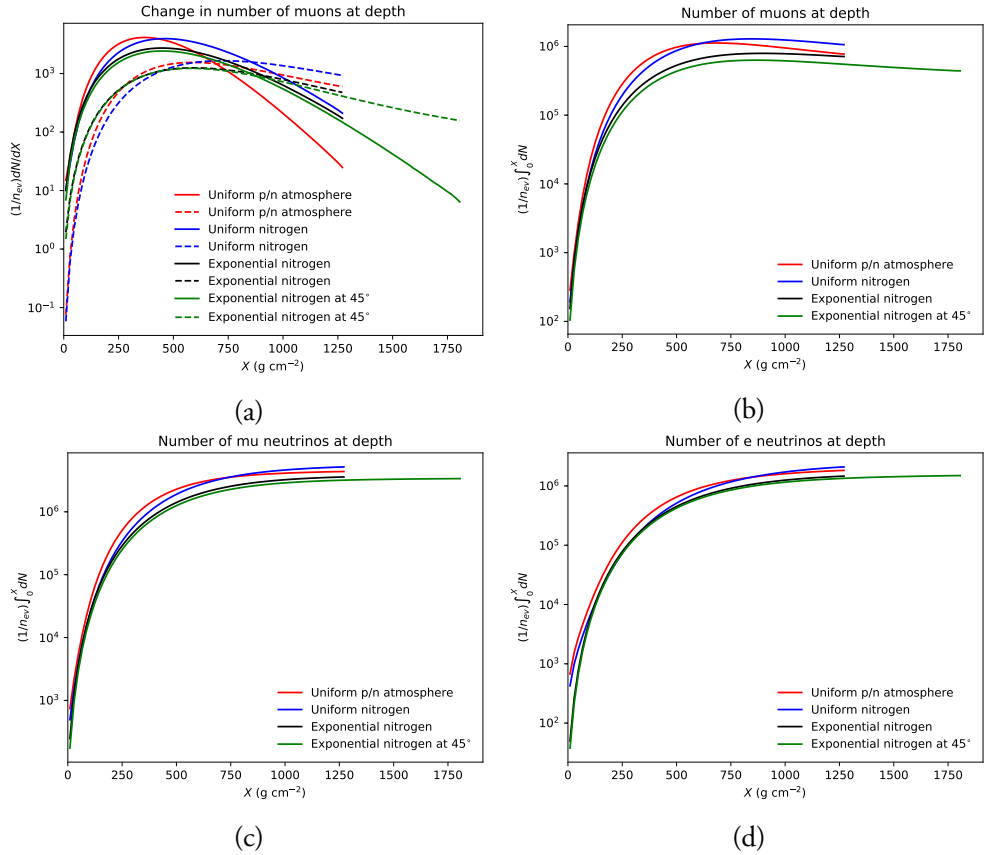 Change in number of muons at depth
(1/n_ev)dN/dX
10^3
10^2
10^1
10^0
10^−1
Uniform p/n atmosphere
Uniform p/n atmosphere
Uniform nitrogen
Uniform nitrogen
Exponential nitrogen
Exponential nitrogen
Exponential nitrogen at 45°
Exponential nitrogen at 45°
0 250 500 750 1000 1250 1500 1750
X (g cm^−2)
(a)
Number of muons at depth
(1/n_ev)∫_0^X dN
10^6
10^5
10^4
10^3
10^2
Uniform p/n atmosphere
Uniform nitrogen
Exponential nitrogen
Exponential nitrogen at 45°
0 250 500 750 1000 1250 1500 1750
X (g cm^−2)
(b)
Number of mu neutrinos at depth
(1/n_ev)∫_0^X dN
10^6
10^5
10^4
10^3
Uniform p/n atmosphere
Uniform nitrogen
Exponential nitrogen
Exponential nitrogen at 45°
0 250 500 750 1000 1250 1500 1750
X (g cm^−2)
(c)
Number of e neutrinos at depth
(1/n_ev)∫_0^X dN
10^6
10^5
10^4
10^3
10^2
Uniform p/n atmosphere
Uniform nitrogen
Exponential nitrogen
Exponential nitrogen at 45°
0 250 500 750 1000 1250 1500 1750
X (g cm^−2)
(d)